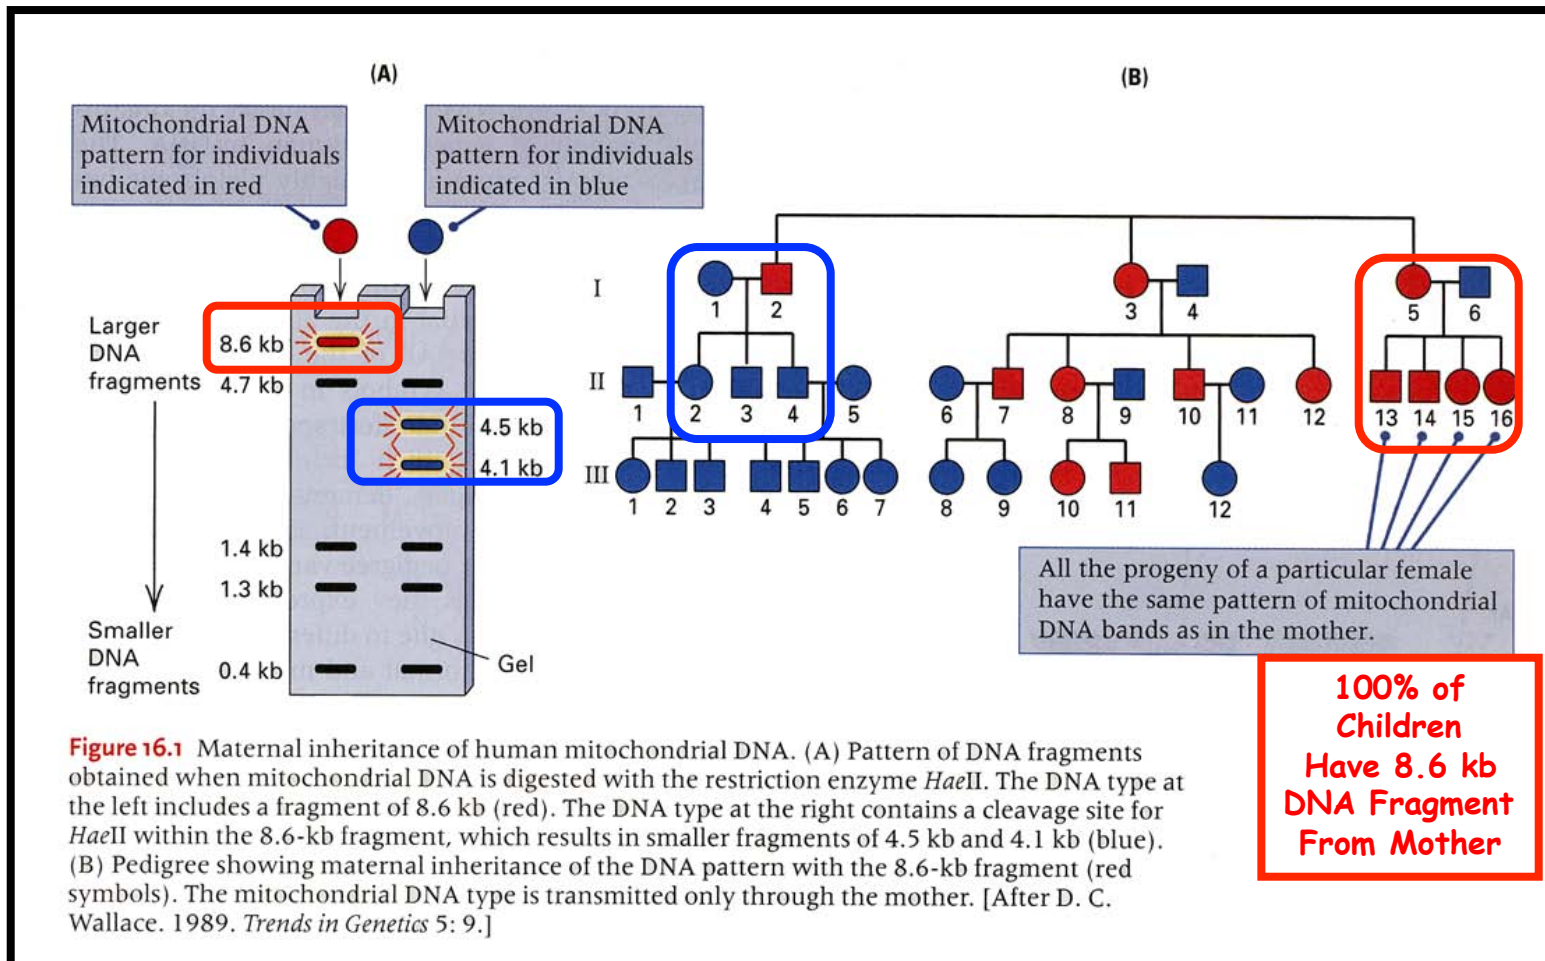 (A)
(B)
Mitochondrial DNA
pattern for individuals
indicated in red
Mitochondrial DNA
pattern for individuals
indicated in blue
Larger
DNA
fragments
8.6 kb
4.7 kb
4.5 kb
4.1 kb
1.4 kb
1.3 kb
Smaller
DNA
fragments
0.4 kb
Gel
I
1 2 3 4 5 6
II
1 2 3 4 5 6 7 8 9 10 11 12 13 14 15 16
III
1 2 3 4 5 6 7 8 9 10 11 12
All the progeny of a particular female
have the same pattern of mitochondrial
DNA bands as in the mother.
100% of
Children
Have 8.6 kb
DNA Fragment
From Mother
Figure 16.1 Maternal inheritance of human mitochondrial DNA. (A) Pattern of DNA fragments
obtained when mitochondrial DNA is digested with the restriction enzyme HaeII. The DNA type at
the left includes a fragment of 8.6 kb (red). The DNA type at the right contains a cleavage site for
HaeII within the 8.6-kb fragment, which results in smaller fragments of 4.5 kb and 4.1 kb (blue).
(B) Pedigree showing maternal inheritance of the DNA pattern with the 8.6-kb fragment (red
symbols). The mitochondrial DNA type is transmitted only through the mother. [After D. C.
Wallace. 1989. Trends in Genetics 5: 9.]